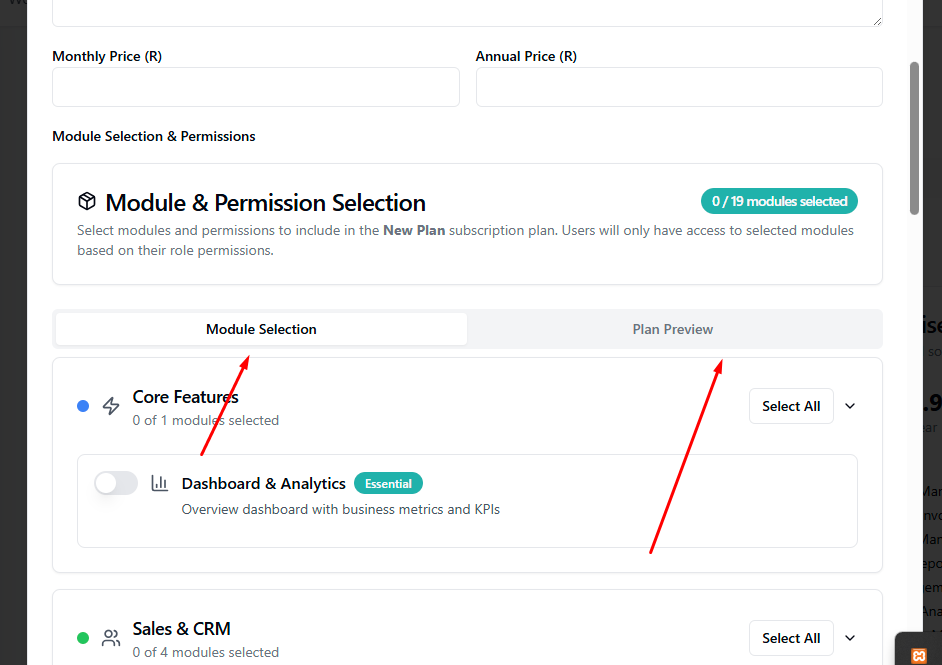 Monthly Price (R)
Annual Price (R)
Module Selection & Permissions
Module & Permission Selection
0 / 19 modules selected
Select modules and permissions to include in the New Plan subscription plan. Users will only have access to selected modules
based on their role permissions.
Module Selection
Plan Preview
Core Features
0 of 1 modules selected
Select All
Dashboard & Analytics
Essential
Overview dashboard with business metrics and KPIs
Sales & CRM
0 of 4 modules selected
Select All